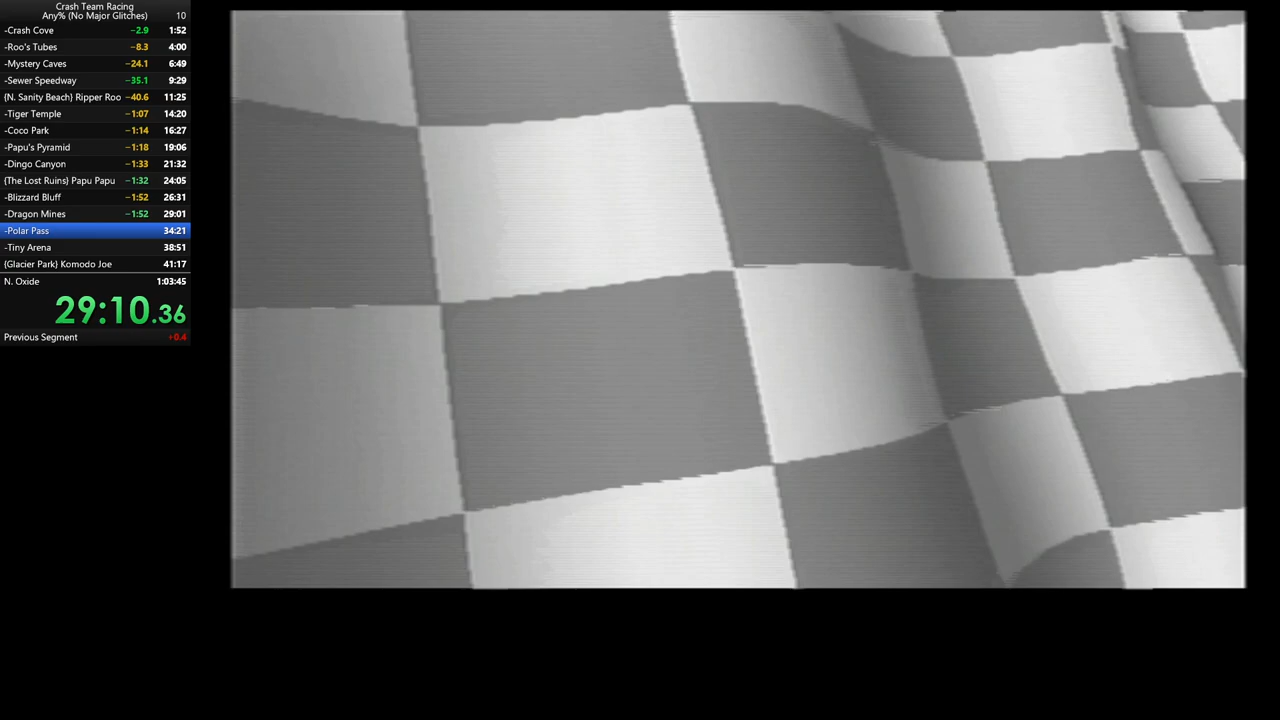 Crash Team Racing
Any% (No Major Glitches) 10
-Crash Cove −2.9 1:52
-Roo's Tubes −8.3 4:00
-Mystery Caves −24.1 6:49
-Sewer Speedway −35.1 9:29
{N. Sanity Beach} Ripper Roo −40.6 11:25
-Tiger Temple −1:07 14:20
-Coco Park −1:14 16:27
-Papu's Pyramid −1:18 19:06
-Dingo Canyon −1:33 21:32
{The Lost Ruins} Papu Papu −1:32 24:05
-Blizzard Bluff −1:52 26:31
-Dragon Mines −1:52 29:01
-Polar Pass 34:21
-Tiny Arena 38:51
{Glacier Park} Komodo Joe 41:17
N. Oxide 1:03:45
29:10.36
Previous Segment +0.4